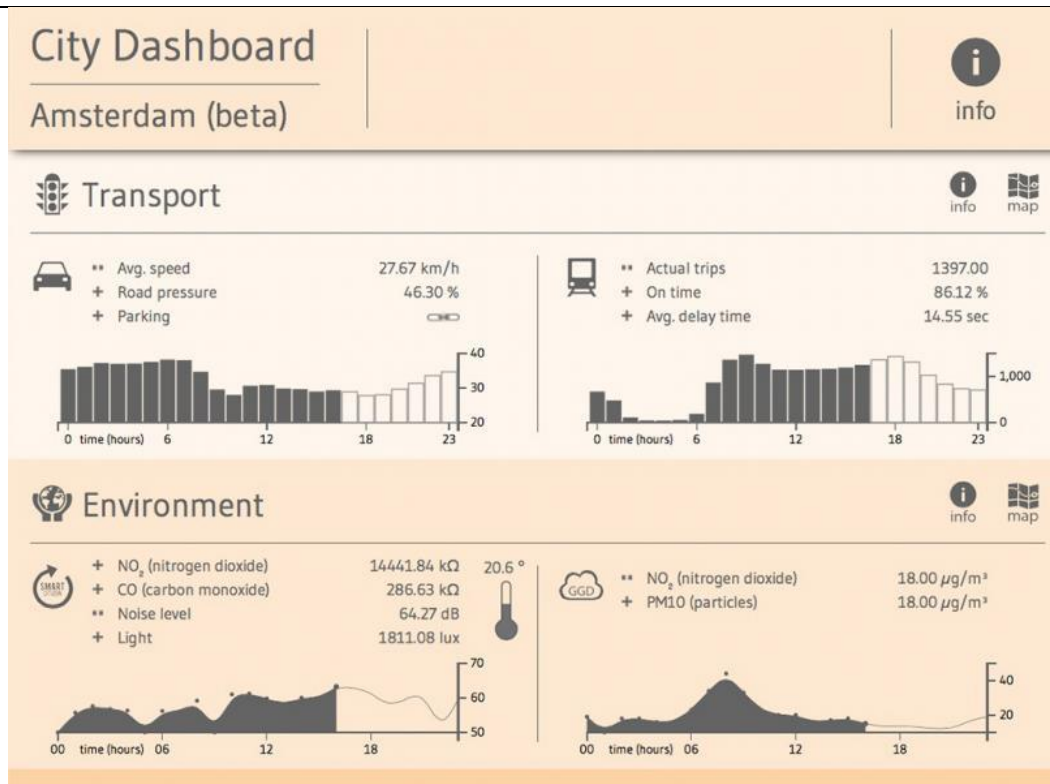 City Dashboard
Amsterdam (beta)
info
Transport
info
map
Avg. speed 27.67 km/h
+ Road pressure 46.30 %
+ Parking
40
30
20
0 time (hours) 6 12 18 23
Actual trips 1397.00
+ On time 86.12 %
+ Avg. delay time 14.55 sec
1,000
0
0 time (hours) 6 12 18 23
Environment
info
map
SMART
+ NO₂ (nitrogen dioxide) 14441.84 kΩ
+ CO (carbon monoxide) 286.63 kΩ
Noise level 64.27 dB
+ Light 1811.08 lux
20.6 °
70
60
50
00 time (hours) 06 12 18
GGD
NO₂ (nitrogen dioxide) 18.00 µg/m³
+ PM10 (particles) 18.00 µg/m³
40
20
00 time (hours) 06 12 18